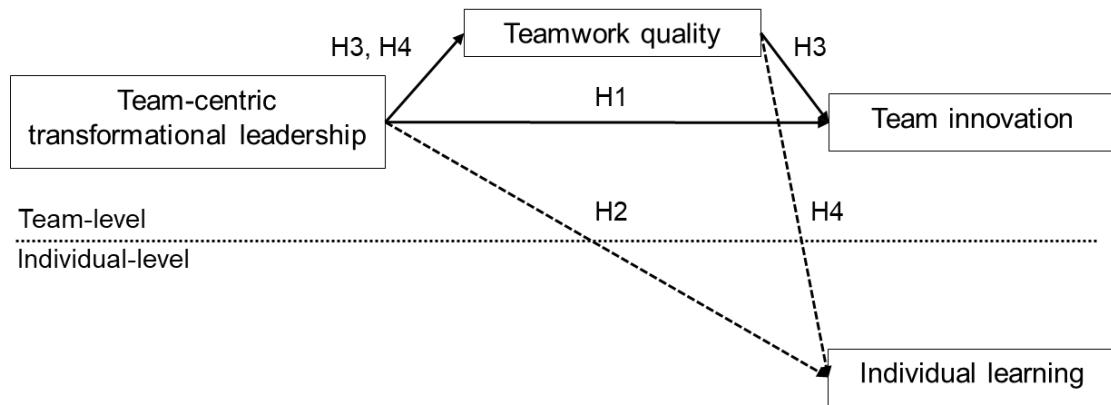 Teamwork quality
H3, H4
H3
Team-centric
transformational leadership
H1
Team innovation
Team-level
H2
H4
Individual-level
Individual learning